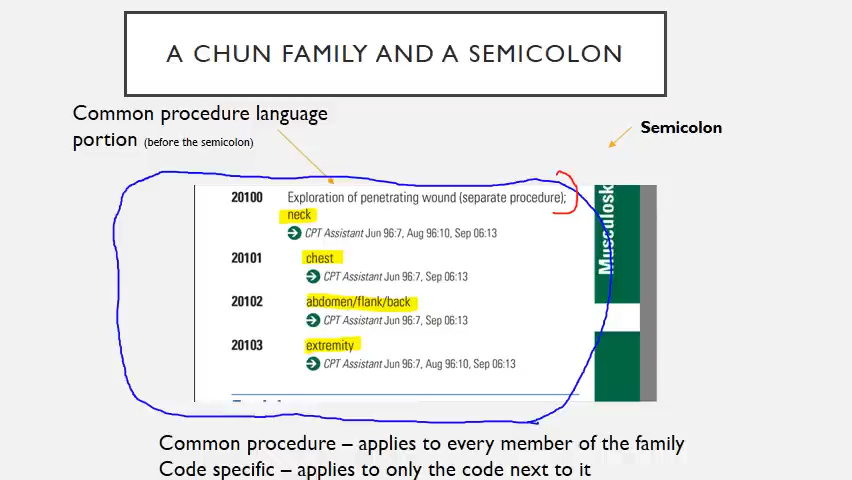 A CHUN FAMILY AND A SEMICOLON
Common procedure language
portion (before the semicolon)
Semicolon
20100 Exploration of penetrating wound (separate procedure);
neck
CPT Assistant Jun 96:7, Aug 96:10, Sep 06:13
20101 chest
CPT Assistant Jun 96:7, Sep 06:13
20102 abdomen/flank/back
CPT Assistant Jun 96:7, Sep 06:13
20103 extremity
CPT Assistant Jun 96:7, Aug 96:10, Sep 06:13
Musculosk
Common procedure – applies to every member of the family
Code specific – applies to only the code next to it